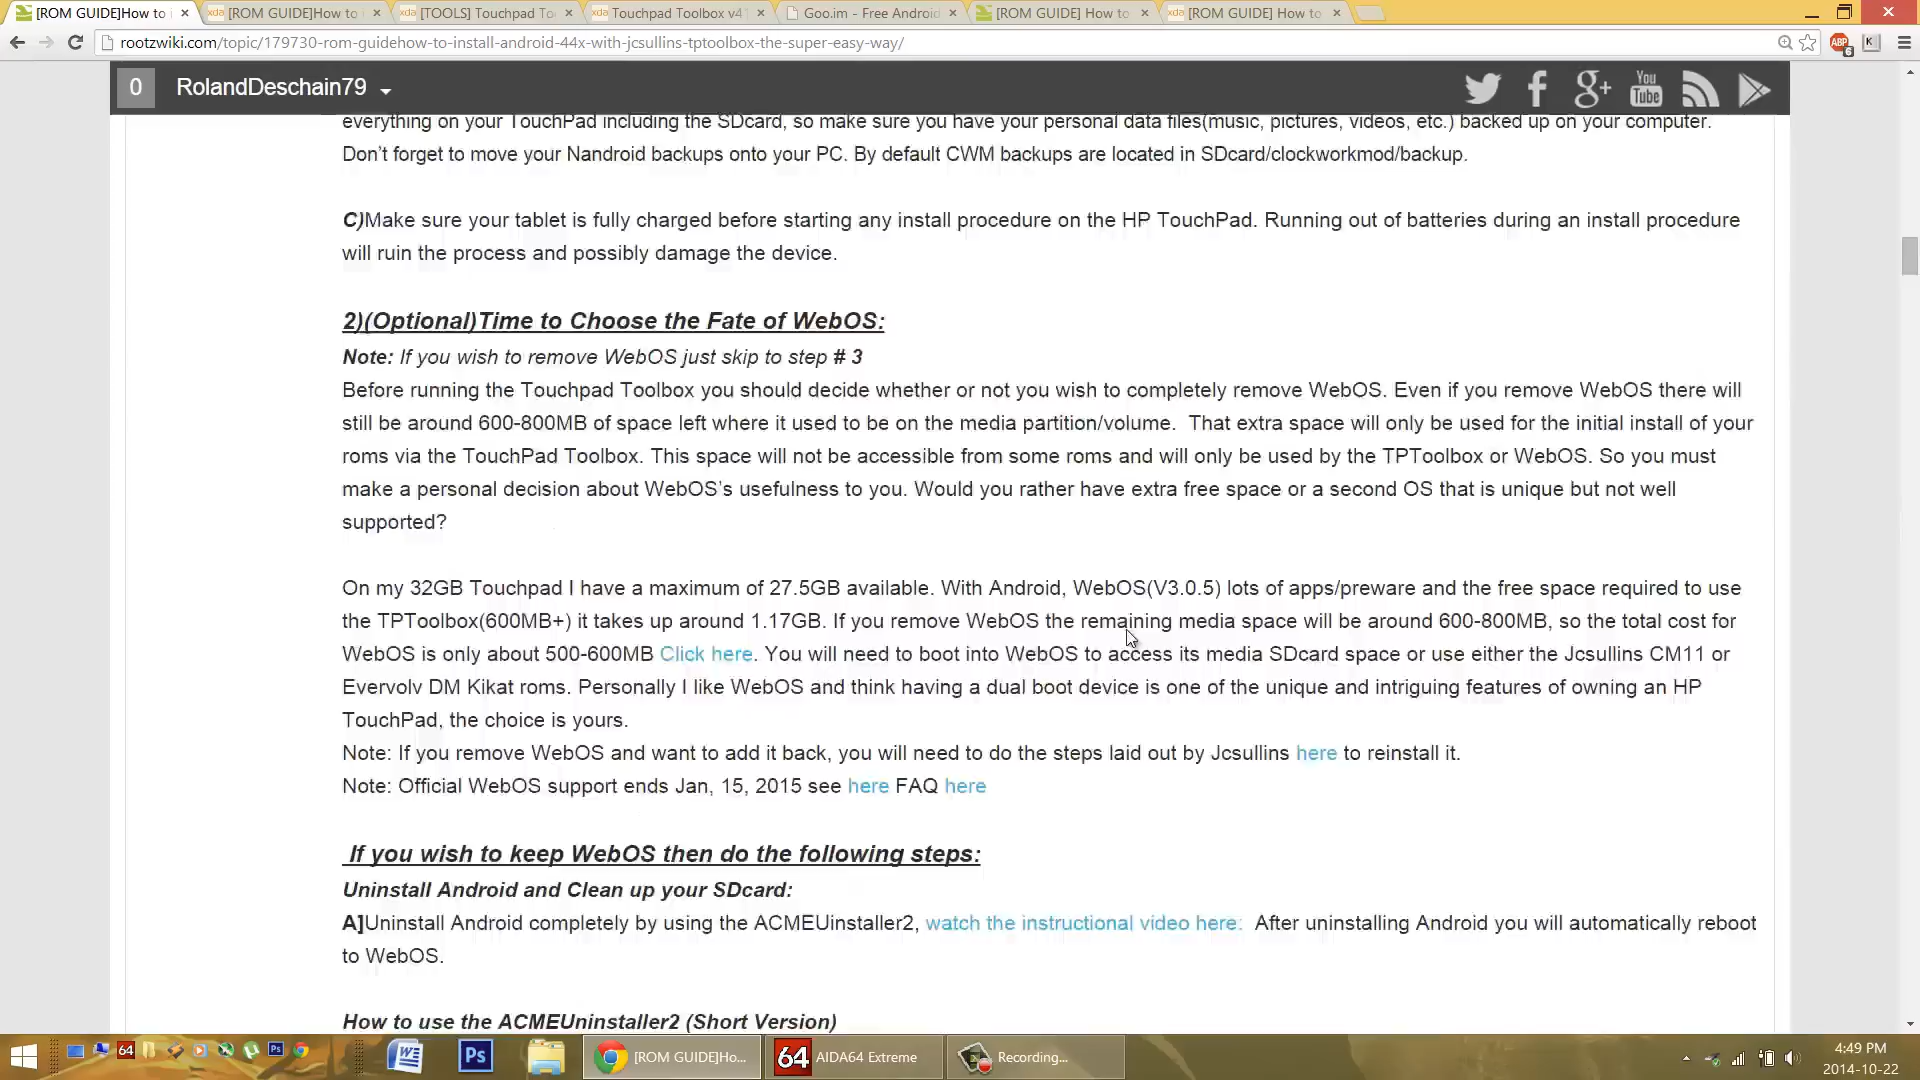 [ROM GUIDE]How to i
[ROM GUIDE]How to
[TOOLS] Touchpad To
Touchpad Toolbox v4
Goo.im - Free Android
[ROM GUIDE] How to
[ROM GUIDE] How to
rootzwiki.com/topic/179730-rom-guidehow-to-install-android-44x-with-jcsullins-tptoolbox-the-super-easy-way/
ABP 6
K
0 RolandDeschain79
You Tube
everything on your TouchPad including the SDcard, so make sure you have your personal data files(music, pictures, videos, etc.) backed up on your computer.
Don't forget to move your Nandroid backups onto your PC. By default CWM backups are located in SDcard/clockworkmod/backup.
C)Make sure your tablet is fully charged before starting any install procedure on the HP TouchPad. Running out of batteries during an install procedure
will ruin the process and possibly damage the device.
2)(Optional)Time to Choose the Fate of WebOS:
Note: If you wish to remove WebOS just skip to step # 3
Before running the Touchpad Toolbox you should decide whether or not you wish to completely remove WebOS. Even if you remove WebOS there will
still be around 600-800MB of space left where it used to be on the media partition/volume. That extra space will only be used for the initial install of your
roms via the TouchPad Toolbox. This space will not be accessible from some roms and will only be used by the TPToolbox or WebOS. So you must
make a personal decision about WebOS's usefulness to you. Would you rather have extra free space or a second OS that is unique but not well
supported?
On my 32GB Touchpad I have a maximum of 27.5GB available. With Android, WebOS(V3.0.5) lots of apps/preware and the free space required to use
the TPToolbox(600MB+) it takes up around 1.17GB. If you remove WebOS the remaining media space will be around 600-800MB, so the total cost for
WebOS is only about 500-600MB Click here. You will need to boot into WebOS to access its media SDcard space or use either the Jcsullins CM11 or
Evervolv DM Kikat roms. Personally I like WebOS and think having a dual boot device is one of the unique and intriguing features of owning an HP
TouchPad, the choice is yours.
Note: If you remove WebOS and want to add it back, you will need to do the steps laid out by Jcsullins here to reinstall it.
Note: Official WebOS support ends Jan, 15, 2015 see here FAQ here
If you wish to keep WebOS then do the following steps:
Uninstall Android and Clean up your SDcard:
A]Uninstall Android completely by using the ACMEUinstaller2, watch the instructional video here: After uninstalling Android you will automatically reboot
to WebOS.
How to use the ACMEUninstaller2 (Short Version)
64
Ps
Ps
[ROM GUIDE]Ho...
64 AIDA64 Extreme
Recording...
4:49 PM
2014-10-22